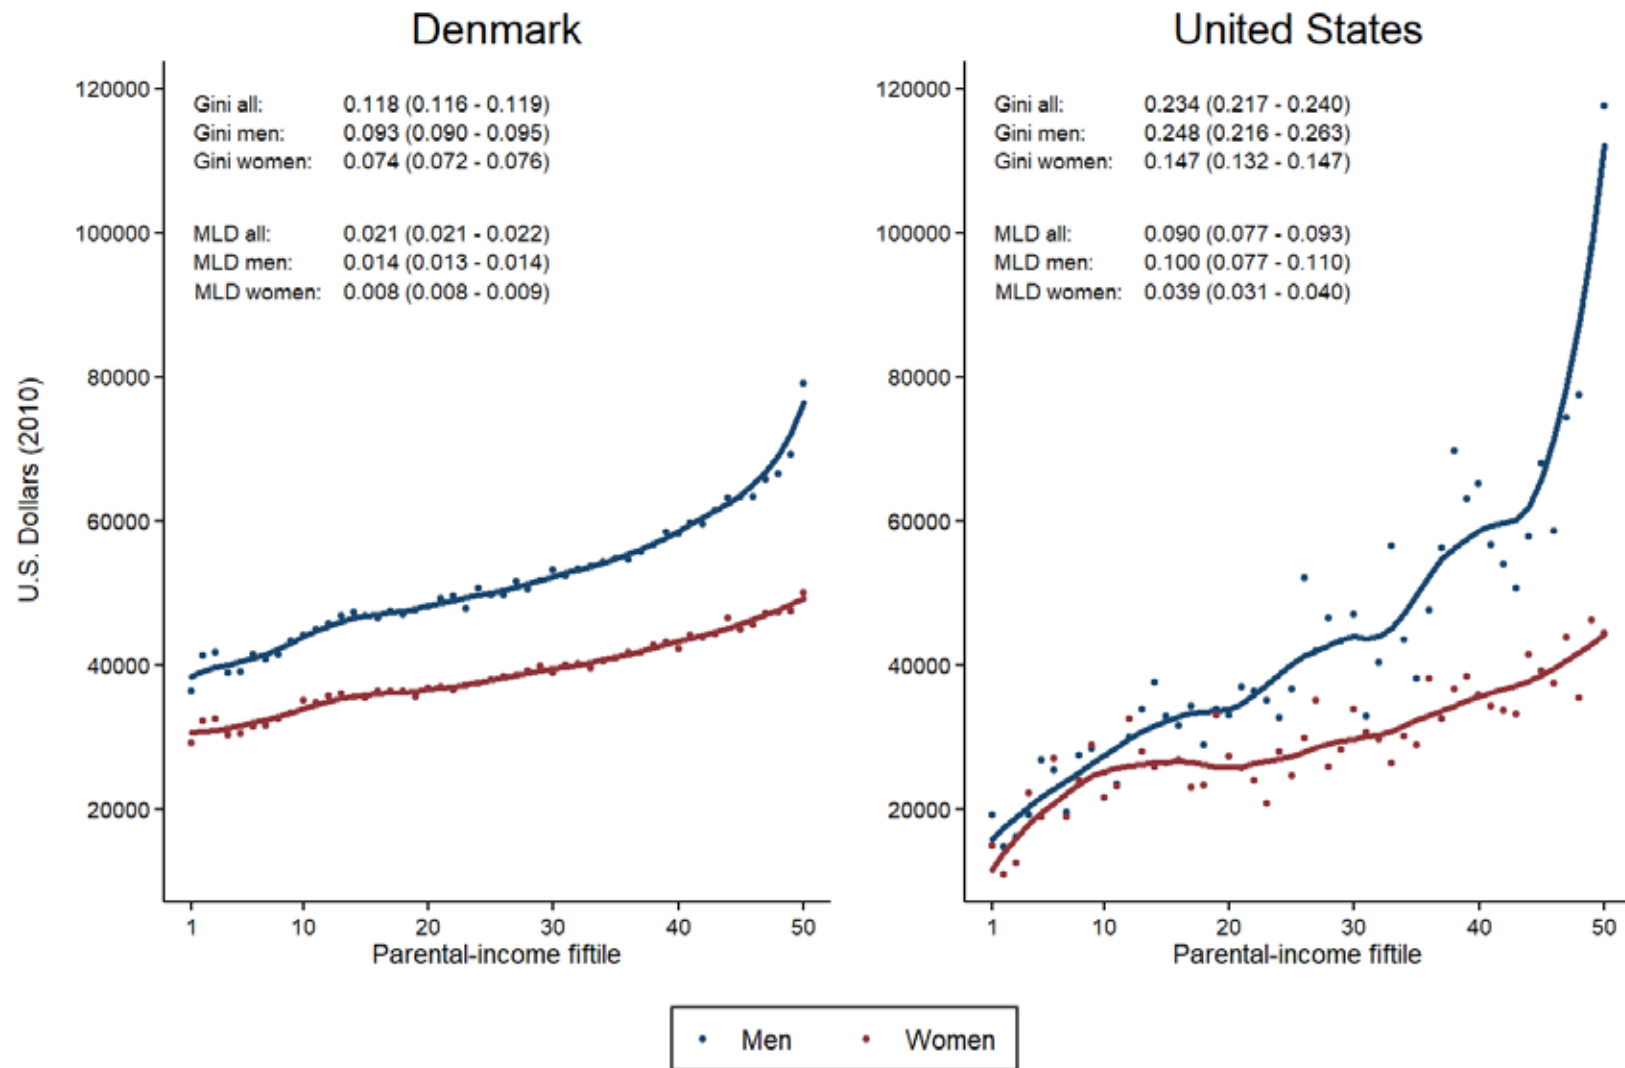 Denmark
United States
U.S. Dollars (2010)
120000
100000
80000
60000
40000
20000
Gini all: 0.118 (0.116 - 0.119)
Gini men: 0.093 (0.090 - 0.095)
Gini women: 0.074 (0.072 - 0.076)
MLD all: 0.021 (0.021 - 0.022)
MLD men: 0.014 (0.013 - 0.014)
MLD women: 0.008 (0.008 - 0.009)
1 10 20 30 40 50
Parental-income fiftile
120000
100000
80000
60000
40000
20000
Gini all: 0.234 (0.217 - 0.240)
Gini men: 0.248 (0.216 - 0.263)
Gini women: 0.147 (0.132 - 0.147)
MLD all: 0.090 (0.077 - 0.093)
MLD men: 0.100 (0.077 - 0.110)
MLD women: 0.039 (0.031 - 0.040)
1 10 20 30 40 50
Parental-income fiftile
Men Women